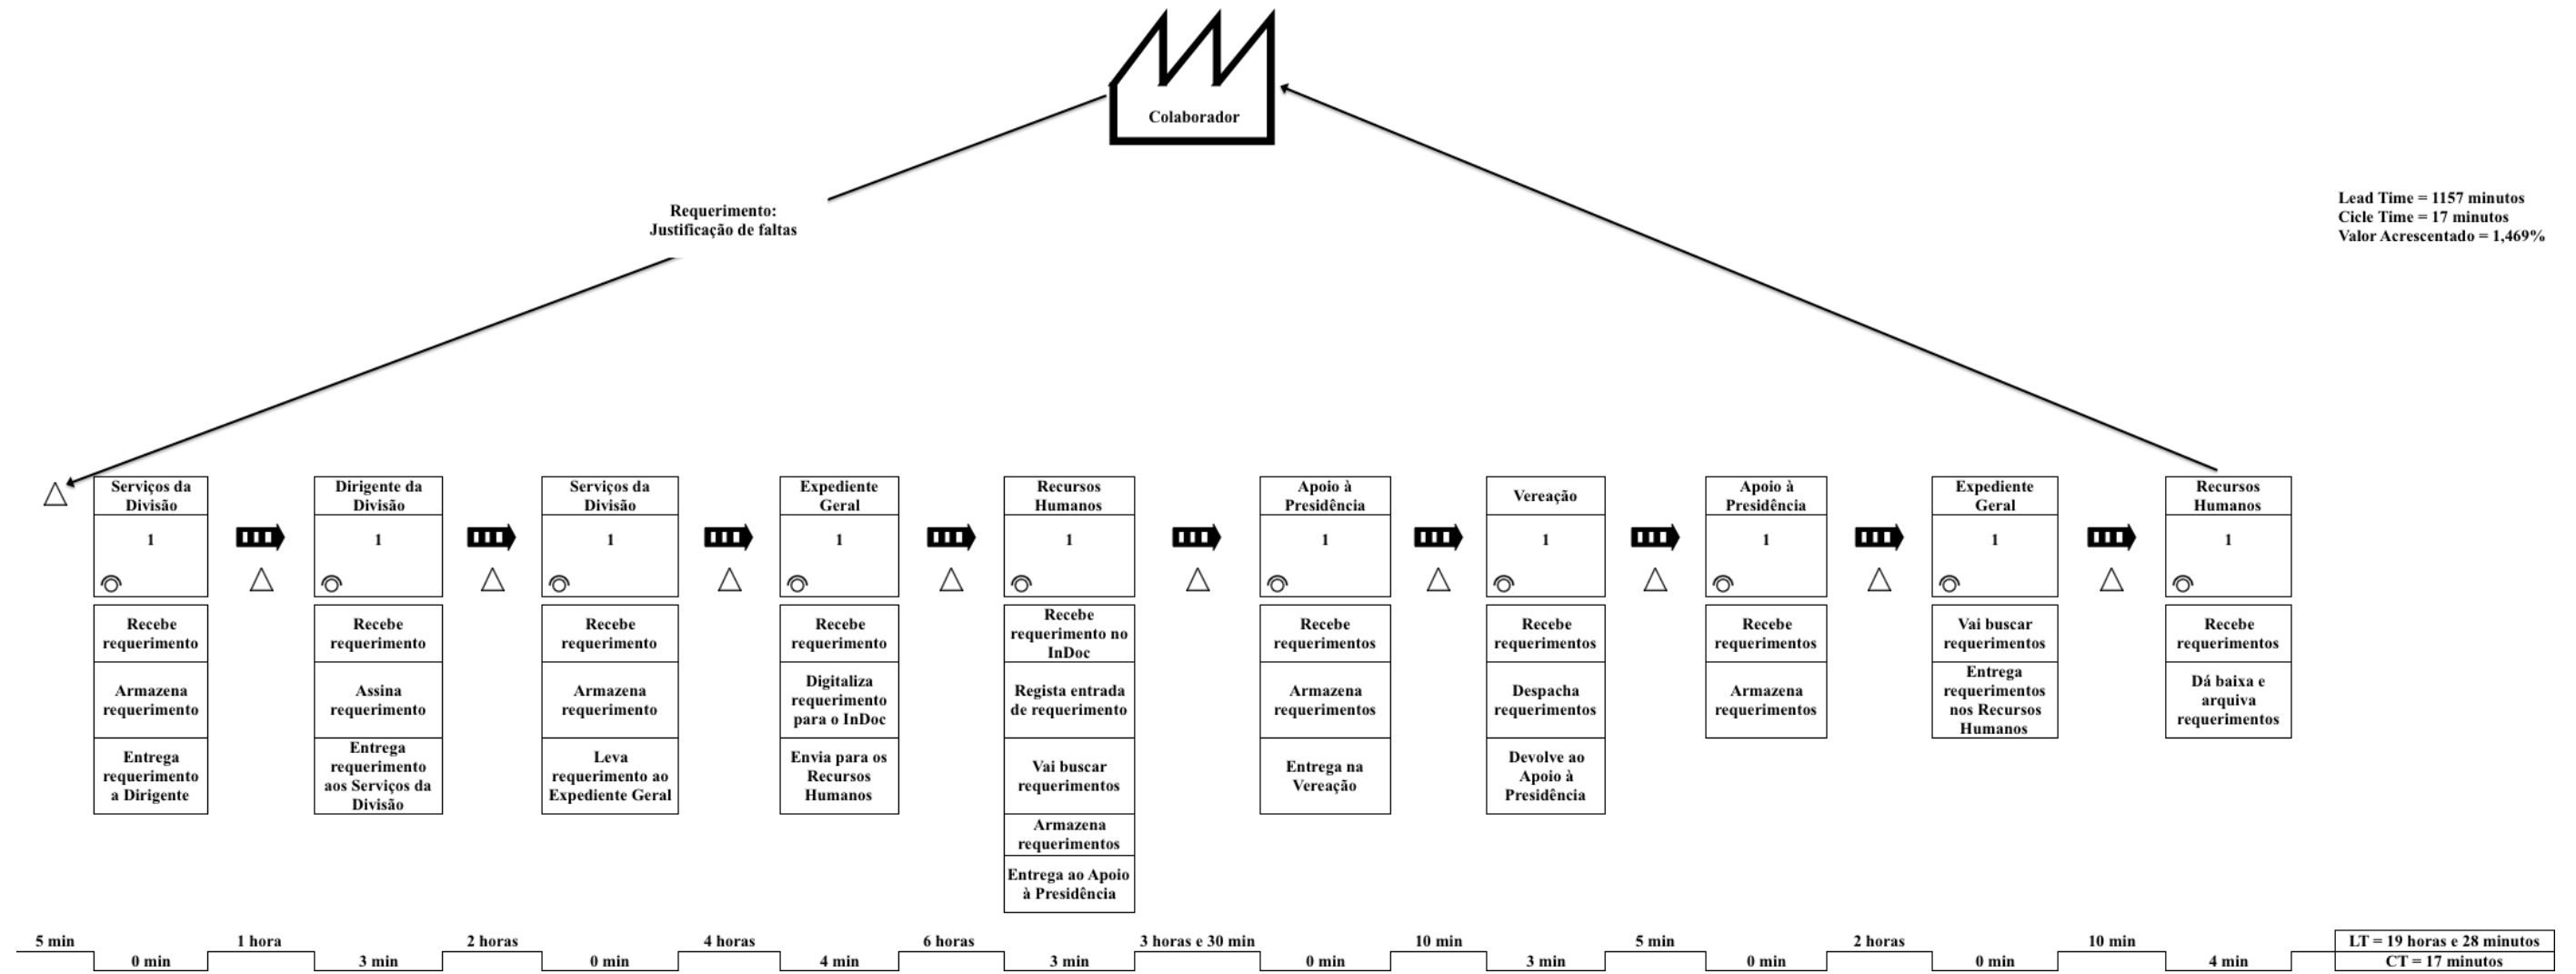 Colaborador
Requerimento:
Justificação de faltas
Lead Time = 1157 minutos
Cicle Time = 17 minutos
Valor Acrescentado = 1,469%
Serviços da
Divisão
1
Recebe
requerimento
Armazena
requerimento
Entrega
requerimento
a Dirigente
Dirigente da
Divisão
1
Recebe
requerimento
Assina
requerimento
Entrega
requerimento
aos Serviços da
Divisão
Serviços da
Divisão
1
Recebe
requerimento
Armazena
requerimento
Leva
requerimento ao
Expediente Geral
Expediente
Geral
1
Recebe
requerimento
Digitaliza
requerimento
para o InDoc
Envia para os
Recursos
Humanos
Recursos
Humanos
1
Recebe
requerimento no
InDoc
Regista entrada
de requerimento
Vai buscar
requerimentos
Armazena
requerimentos
Entrega ao Apoio
à Presidência
Apoio à
Presidência
1
Recebe
requerimentos
Armazena
requerimentos
Entrega na
Vereação
Vereação
1
Recebe
requerimentos
Despacha
requerimentos
Devolve ao
Apoio à
Presidência
Apoio à
Presidência
1
Recebe
requerimentos
Armazena
requerimentos
Expediente
Geral
1
Vai buscar
requerimentos
Entrega
requerimentos
nos Recursos
Humanos
Recursos
Humanos
1
Recebe
requerimentos
Dá baixa e
arquiva
requerimentos
5 min
0 min
1 hora
3 min
2 horas
0 min
4 horas
4 min
6 horas
3 min
3 horas e 30 min
0 min
10 min
3 min
5 min
0 min
2 horas
0 min
10 min
4 min
LT = 19 horas e 28 minutos
CT = 17 minutos